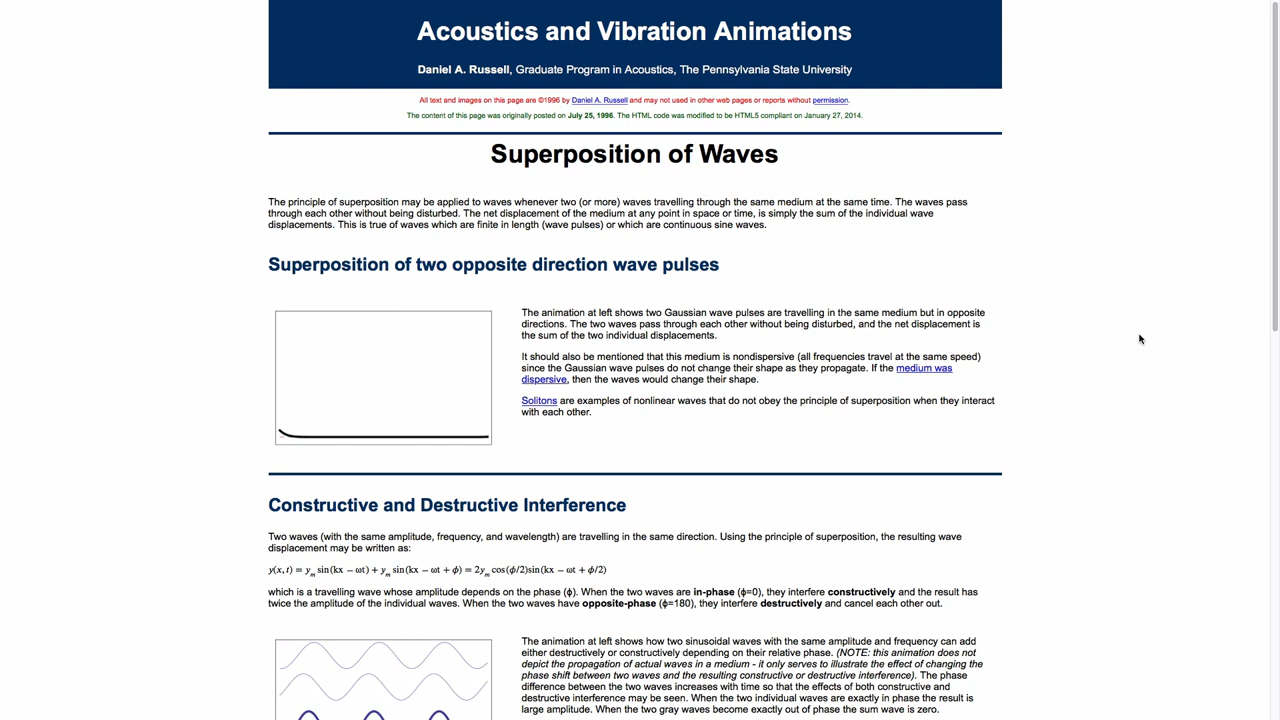 Acoustics and Vibration Animations
Daniel A. Russell, Graduate Program in Acoustics, The Pennsylvania State University
All text and images on this page are ©1996 by Daniel A. Russell and may not used in other web pages or reports without permission.
The content of this page was originally posted on July 25, 1996. The HTML code was modified to be HTML5 compliant on January 27, 2014.
Superposition of Waves
The principle of superposition may be applied to waves whenever two (or more) waves travelling through the same medium at the same time. The waves pass
through each other without being disturbed. The net displacement of the medium at any point in space or time, is simply the sum of the individual wave
displacements. This is true of waves which are finite in length (wave pulses) or which are continuous sine waves.
Superposition of two opposite direction wave pulses
The animation at left shows two Gaussian wave pulses are travelling in the same medium but in opposite
directions. The two waves pass through each other without being disturbed, and the net displacement is
the sum of the two individual displacements.
It should also be mentioned that this medium is nondispersive (all frequencies travel at the same speed)
since the Gaussian wave pulses do not change their shape as they propagate. If the medium was
dispersive, then the waves would change their shape.
Solitons are examples of nonlinear waves that do not obey the principle of superposition when they interact
with each other.
Constructive and Destructive Interference
Two waves (with the same amplitude, frequency, and wavelength) are travelling in the same direction. Using the principle of superposition, the resulting wave
displacement may be written as:
y(x, t) = y_m sin(kx − ωt) + y_m sin(kx − ωt + ϕ) = 2y_m cos(ϕ/2)sin(kx − ωt + ϕ/2)
which is a travelling wave whose amplitude depends on the phase (ϕ). When the two waves are in-phase (ϕ=0), they interfere constructively and the result has
twice the amplitude of the individual waves. When the two waves have opposite-phase (ϕ=180), they interfere destructively and cancel each other out.
The animation at left shows how two sinusoidal waves with the same amplitude and frequency can add
either destructively or constructively depending on their relative phase. (NOTE: this animation does not
depict the propagation of actual waves in a medium - it only serves to illustrate the effect of changing the
phase shift between two waves and the resulting constructive or destructive interference). The phase
difference between the two waves increases with time so that the effects of both constructive and
destructive interference may be seen. When the two individual waves are exactly in phase the result is
large amplitude. When the two gray waves become exactly out of phase the sum wave is zero.